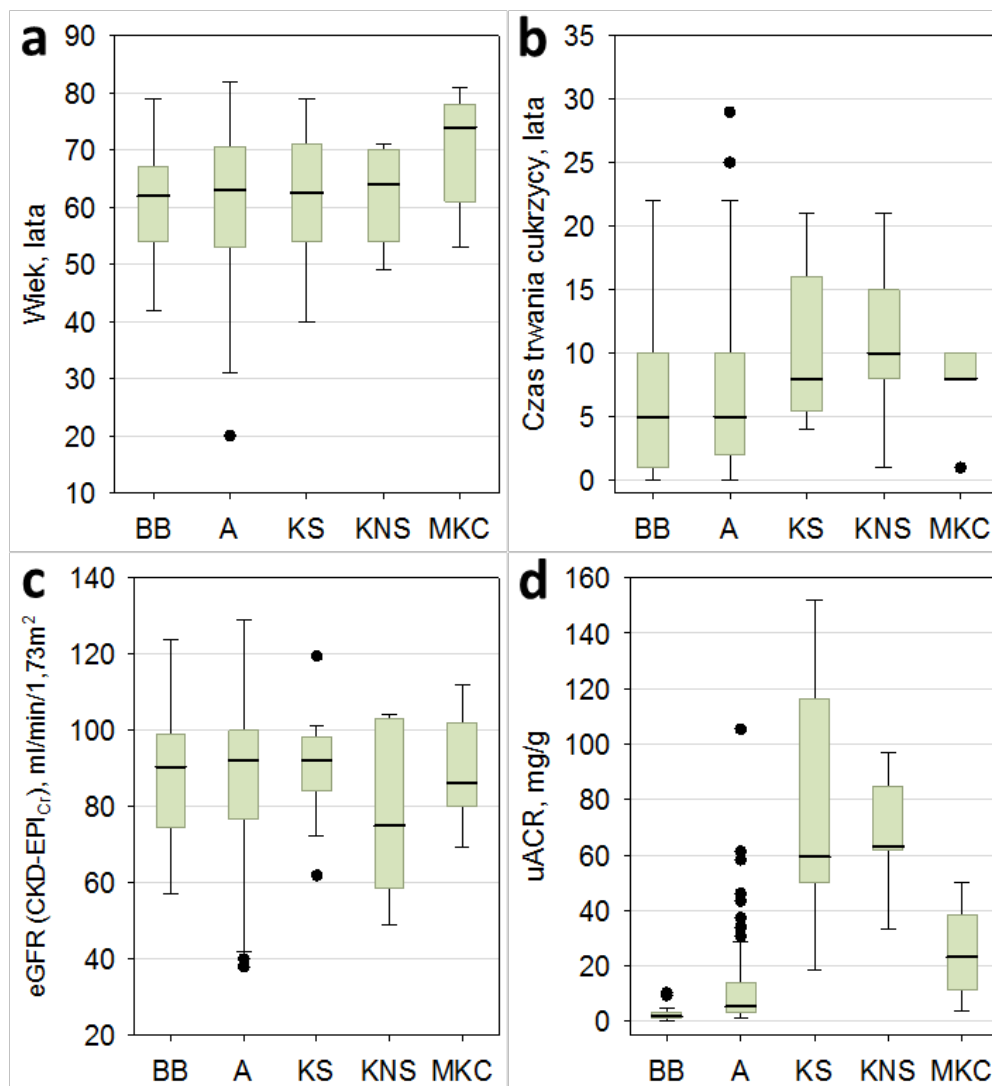 a
90
80
70
60
50
40
30
20
10
Wiek, lata
BB A KS KNS MKC
b
35
30
25
20
15
10
5
0
Czas trwania cukrzycy, lata
BB A KS KNS MKC
c
140
120
100
80
60
40
20
eGFR (CKD-EPICr), ml/min/1,73m²
BB A KS KNS MKC
d
160
140
120
100
80
60
40
20
0
uACR, mg/g
BB A KS KNS MKC